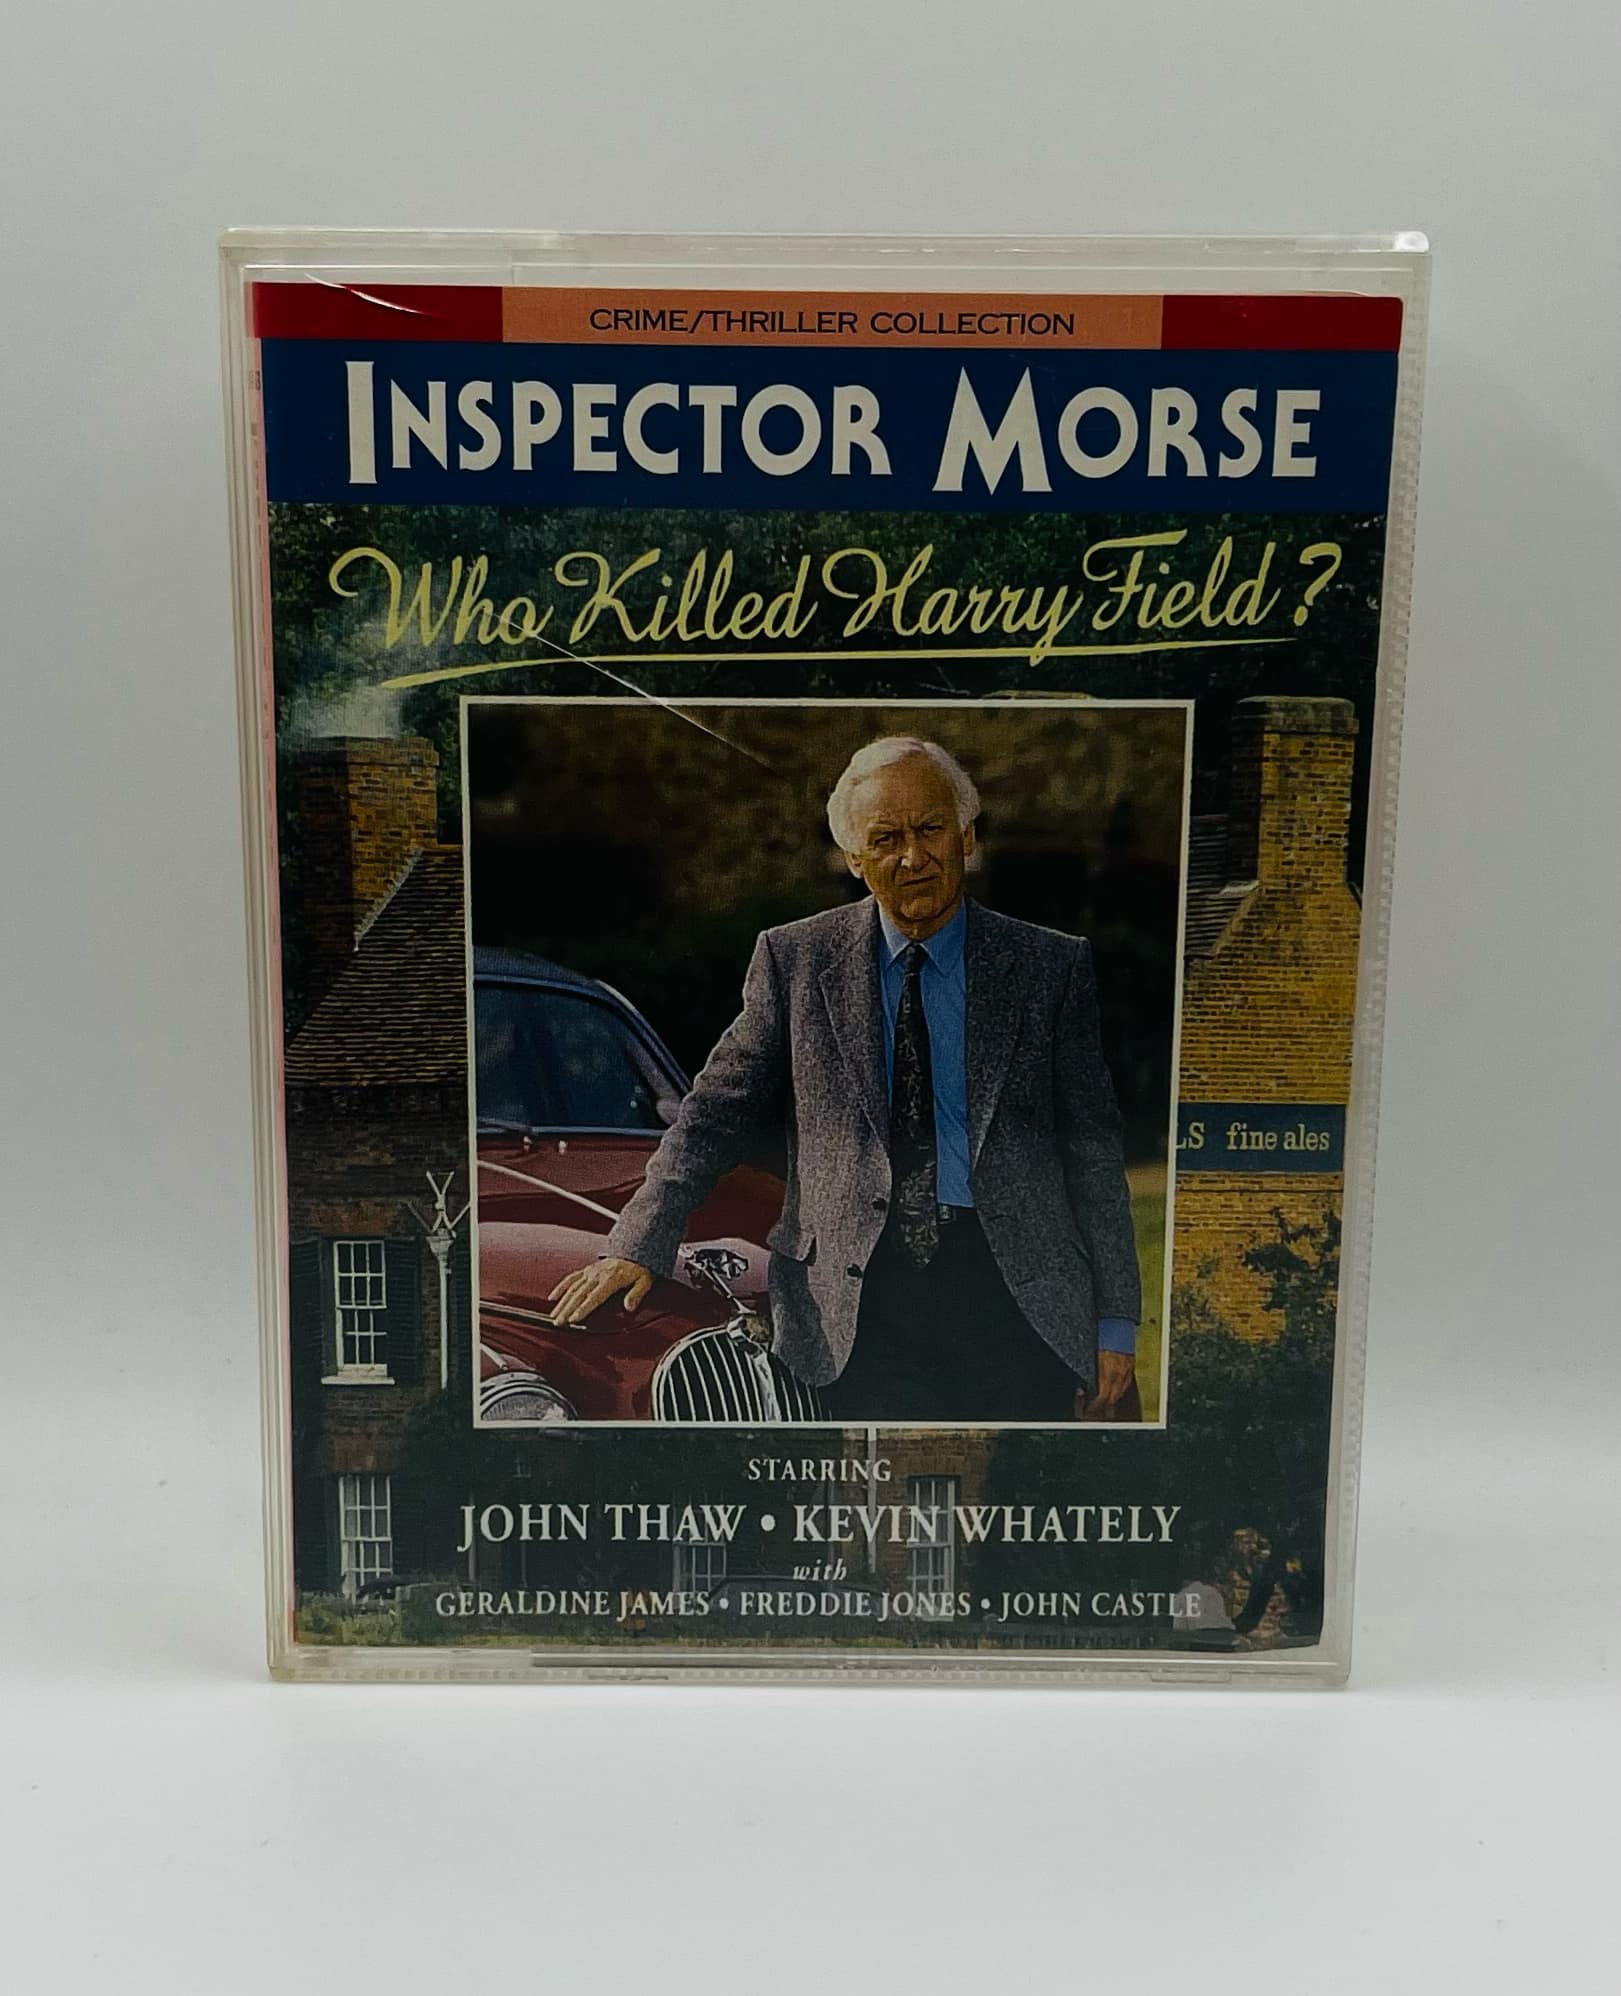 CRIME/THRILLER COLLECTION
INSPECTOR MORSE
Who Killed Harry Field?
LS fine ales
STARRING
JOHN THAW • KEVIN WHATELY
with
GERALDINE JAMES • FREDDIE JONES • JOHN CASTLE